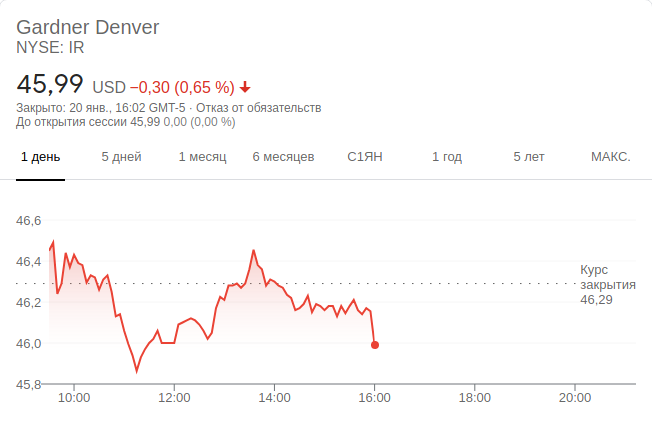 Gardner Denver
NYSE: IR
45,99 USD −0,30 (0,65 %)
Закрыто: 20 янв., 16:02 GMT-5 · Отказ от обязательств
До открытия сессии 45,99 0,00 (0,00 %)
1 день 5 дней 1 месяц 6 месяцев С1ЯН 1 год 5 лет МАКС.
46,6
46,4
Курс
закрытия
46,29
46,2
46,0
45,8
10:00 12:00 14:00 16:00 18:00 20:00